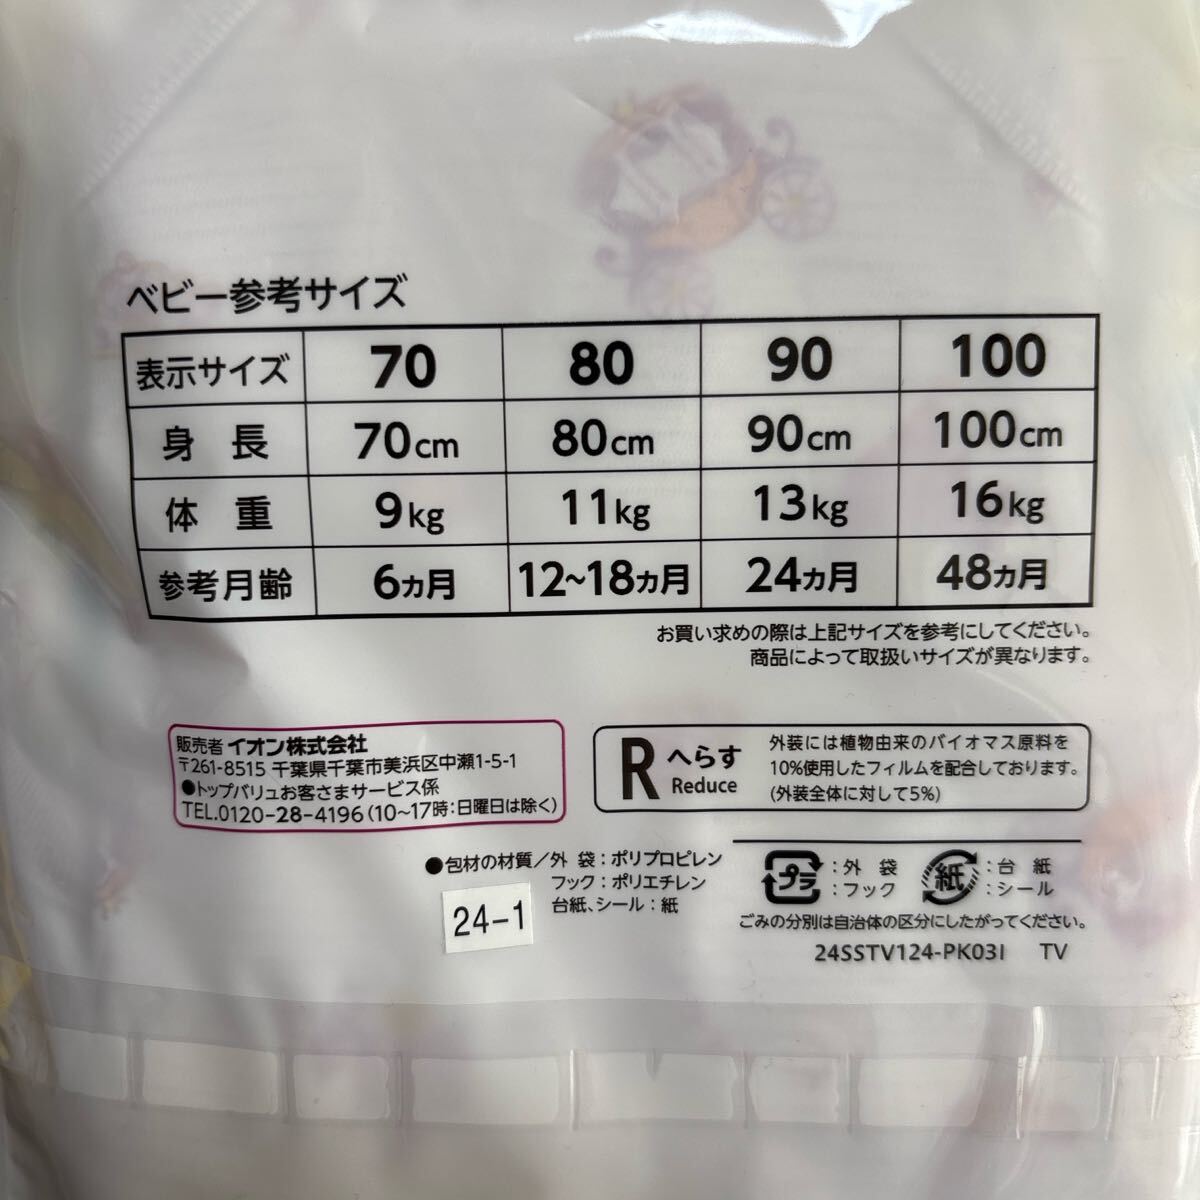 ベビー参考サイズ
表示サイズ 70 80 90 100
身長 70cm 80cm 90cm 100cm
体重 9kg 11kg 13kg 16kg
参考月齢 6カ月 12~18カ月 24カ月 48カ月
お買い求めの際は上記サイズを参考にしてください。
商品によって取扱いサイズが異なります。
販売者 イオン株式会社
〒261-8515 千葉県千葉市美浜区中瀬1-5-1
●トップバリュお客さまサービス係
TEL.0120-28-4196(10~17時:日曜日は除く)
R へらす Reduce
外装には植物由来のバイオマス原料を
10%使用したフィルムを配合しております。
(外装全体に対して5%)
●包材の材質/外袋:ポリプロピレン
フック:ポリエチレン
台紙、シール:紙
24-1
プラ :外袋 :フック
紙 :台紙 :シール
ごみの分別は自治体の区分にしたがってください。
24SSTV124-PK03I TV